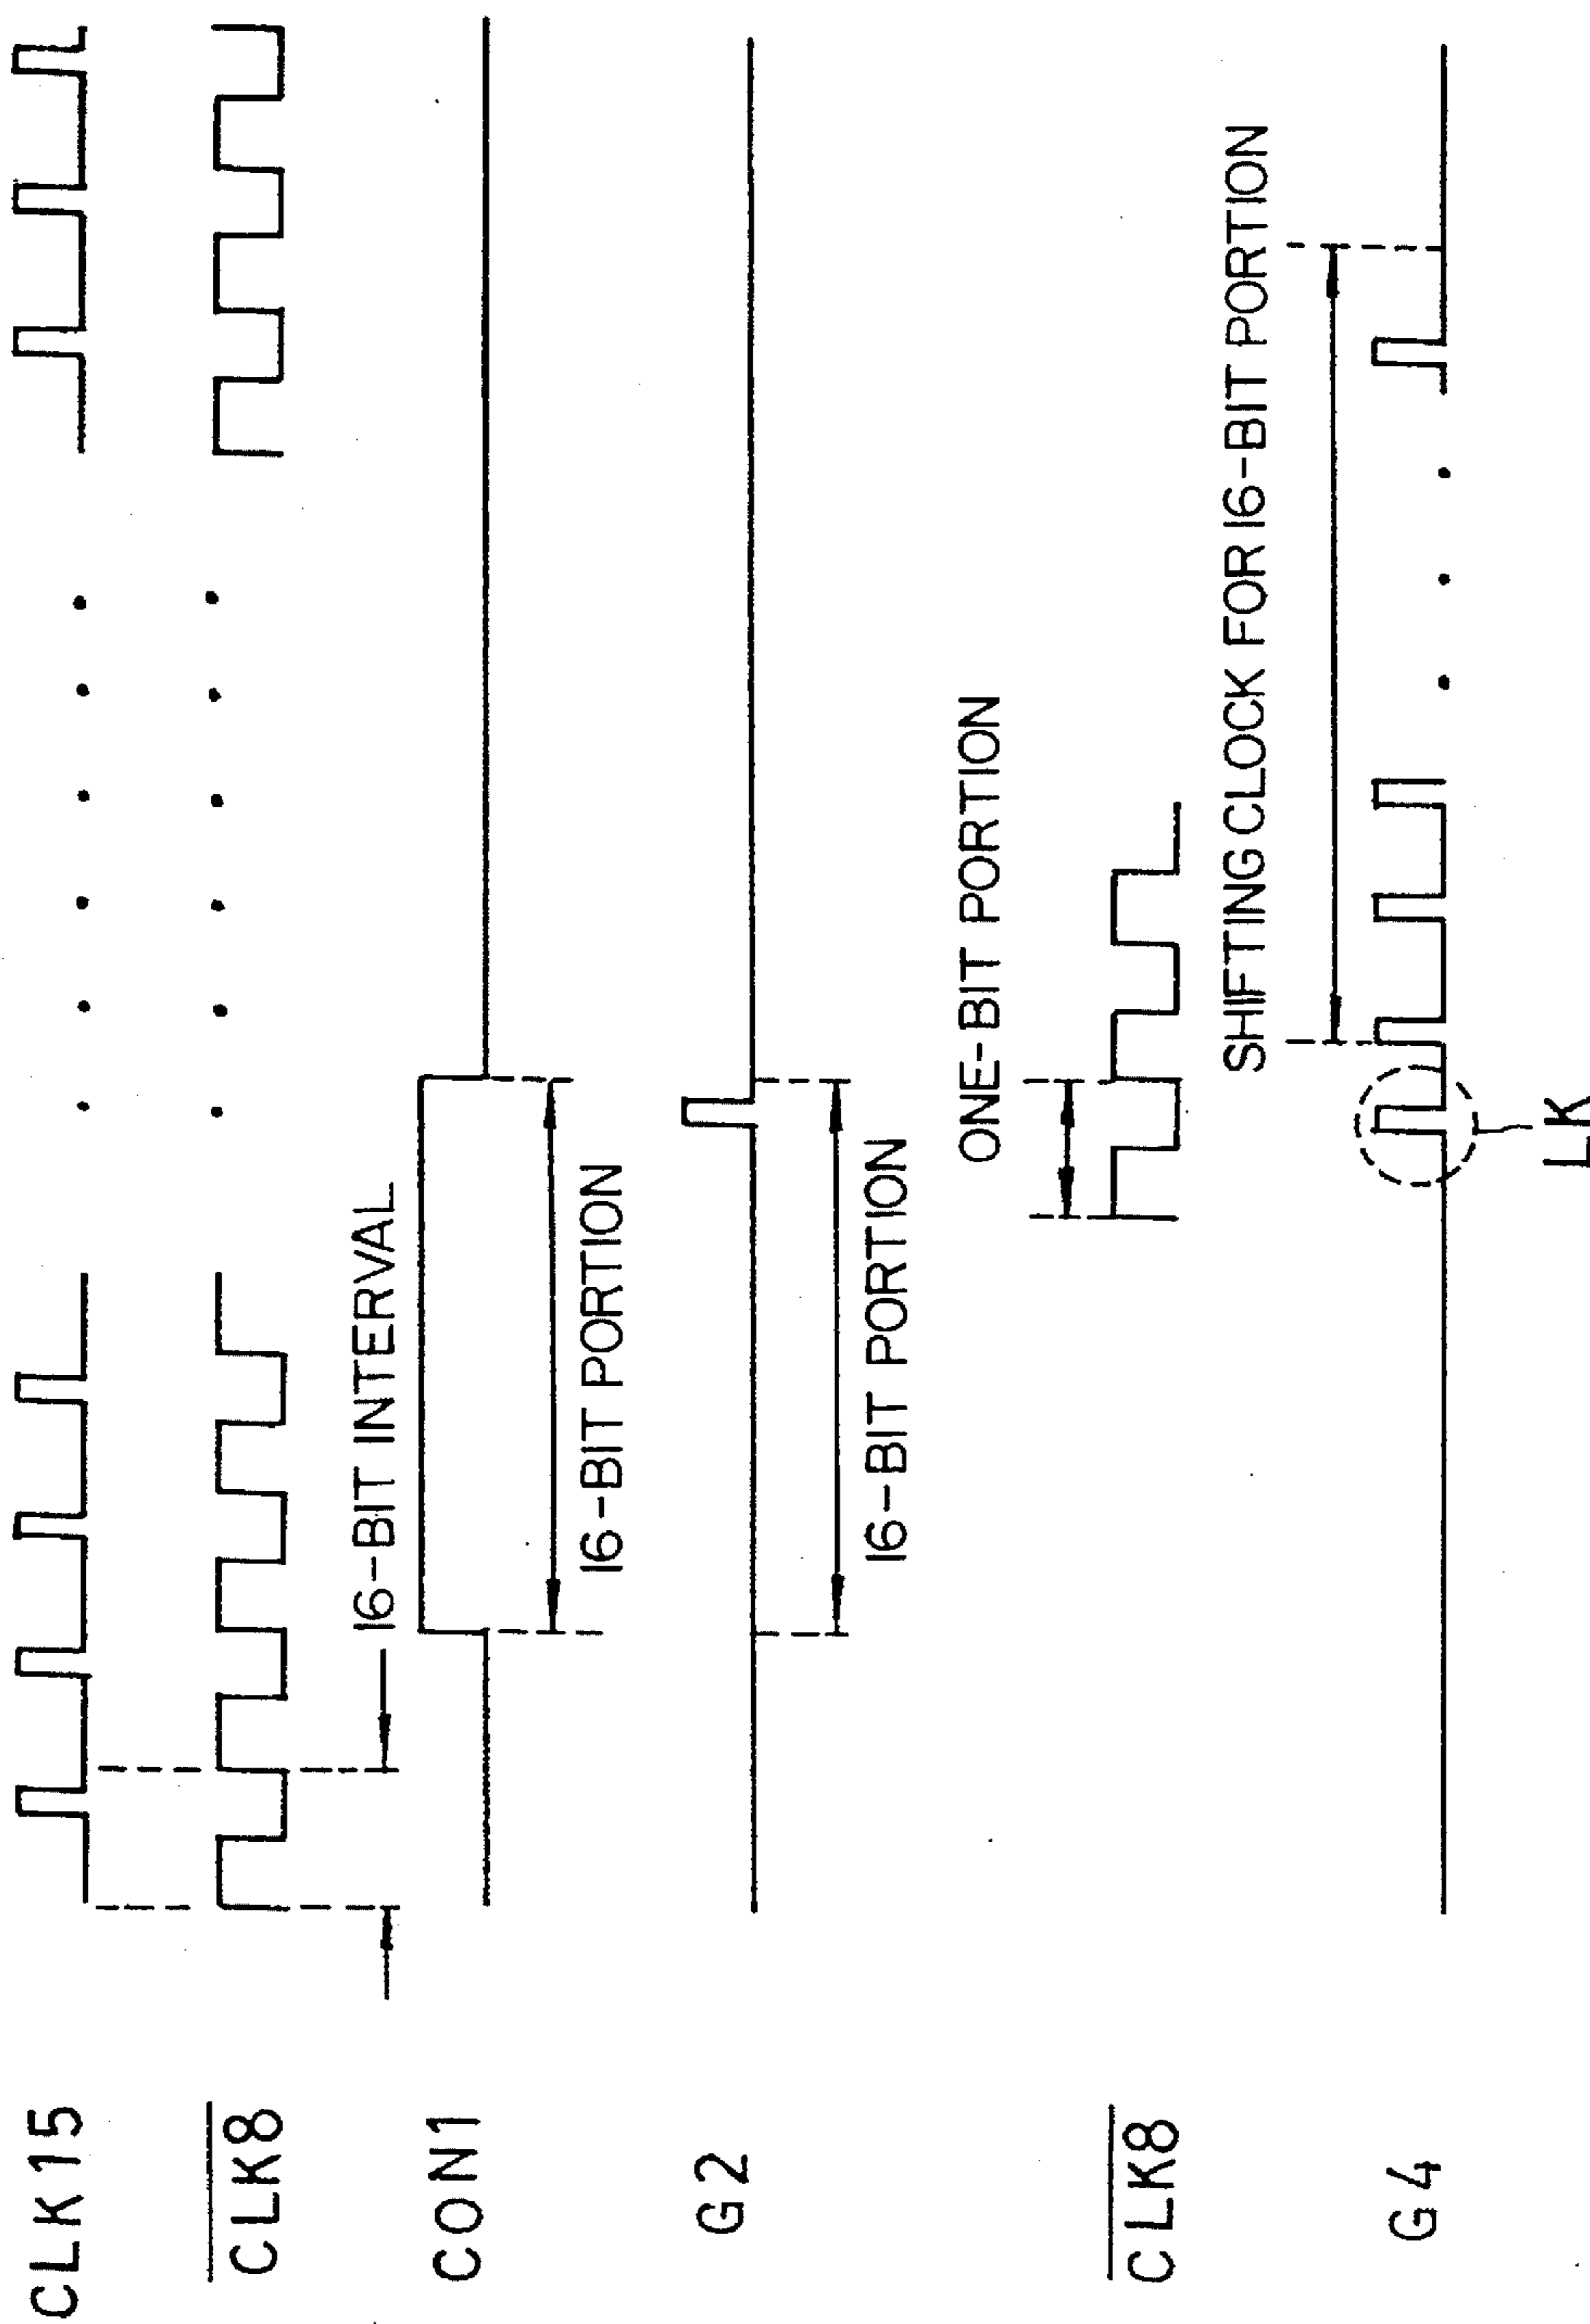 CLK15
CLK8
16-BIT INTERVAL
CON1
16-BIT PORTION
G2
16-BIT PORTION
ONE-BIT PORTION
CLK8
SHIFTING CLOCK FOR 16-BIT PORTION
G4
LK